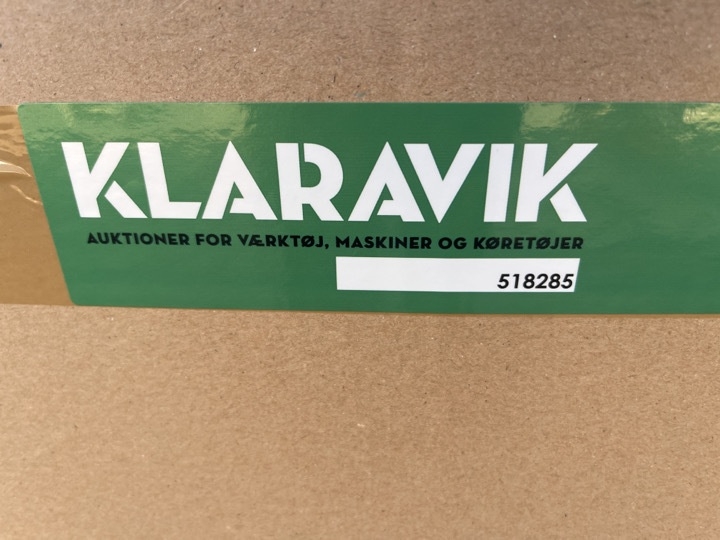 KLARAVIK
AUKTIONER FOR VÆRKTØJ, MASKINER OG KØRETØJER
518285